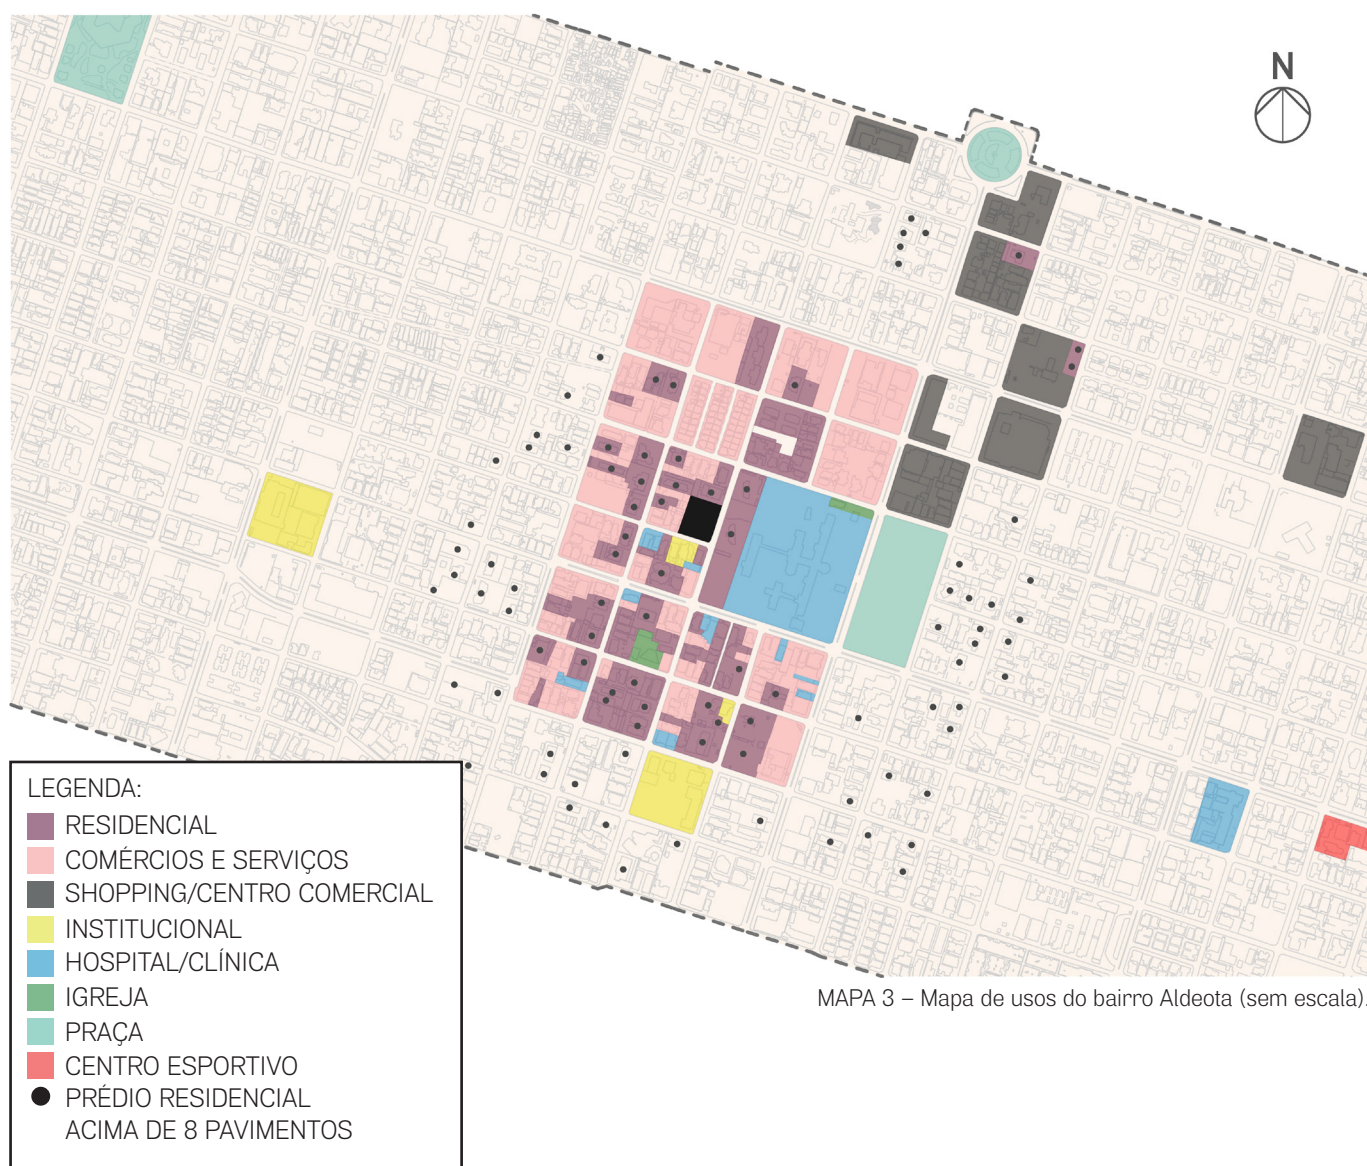 N
LEGENDA:
RESIDENCIAL
COMÉRCIOS E SERVIÇOS
SHOPPING/CENTRO COMERCIAL
INSTITUCIONAL
HOSPITAL/CLÍNICA
IGREJA
PRAÇA
CENTRO ESPORTIVO
PRÉDIO RESIDENCIAL
ACIMA DE 8 PAVIMENTOS
MAPA 3 – Mapa de usos do bairro Aldeota (sem escala).